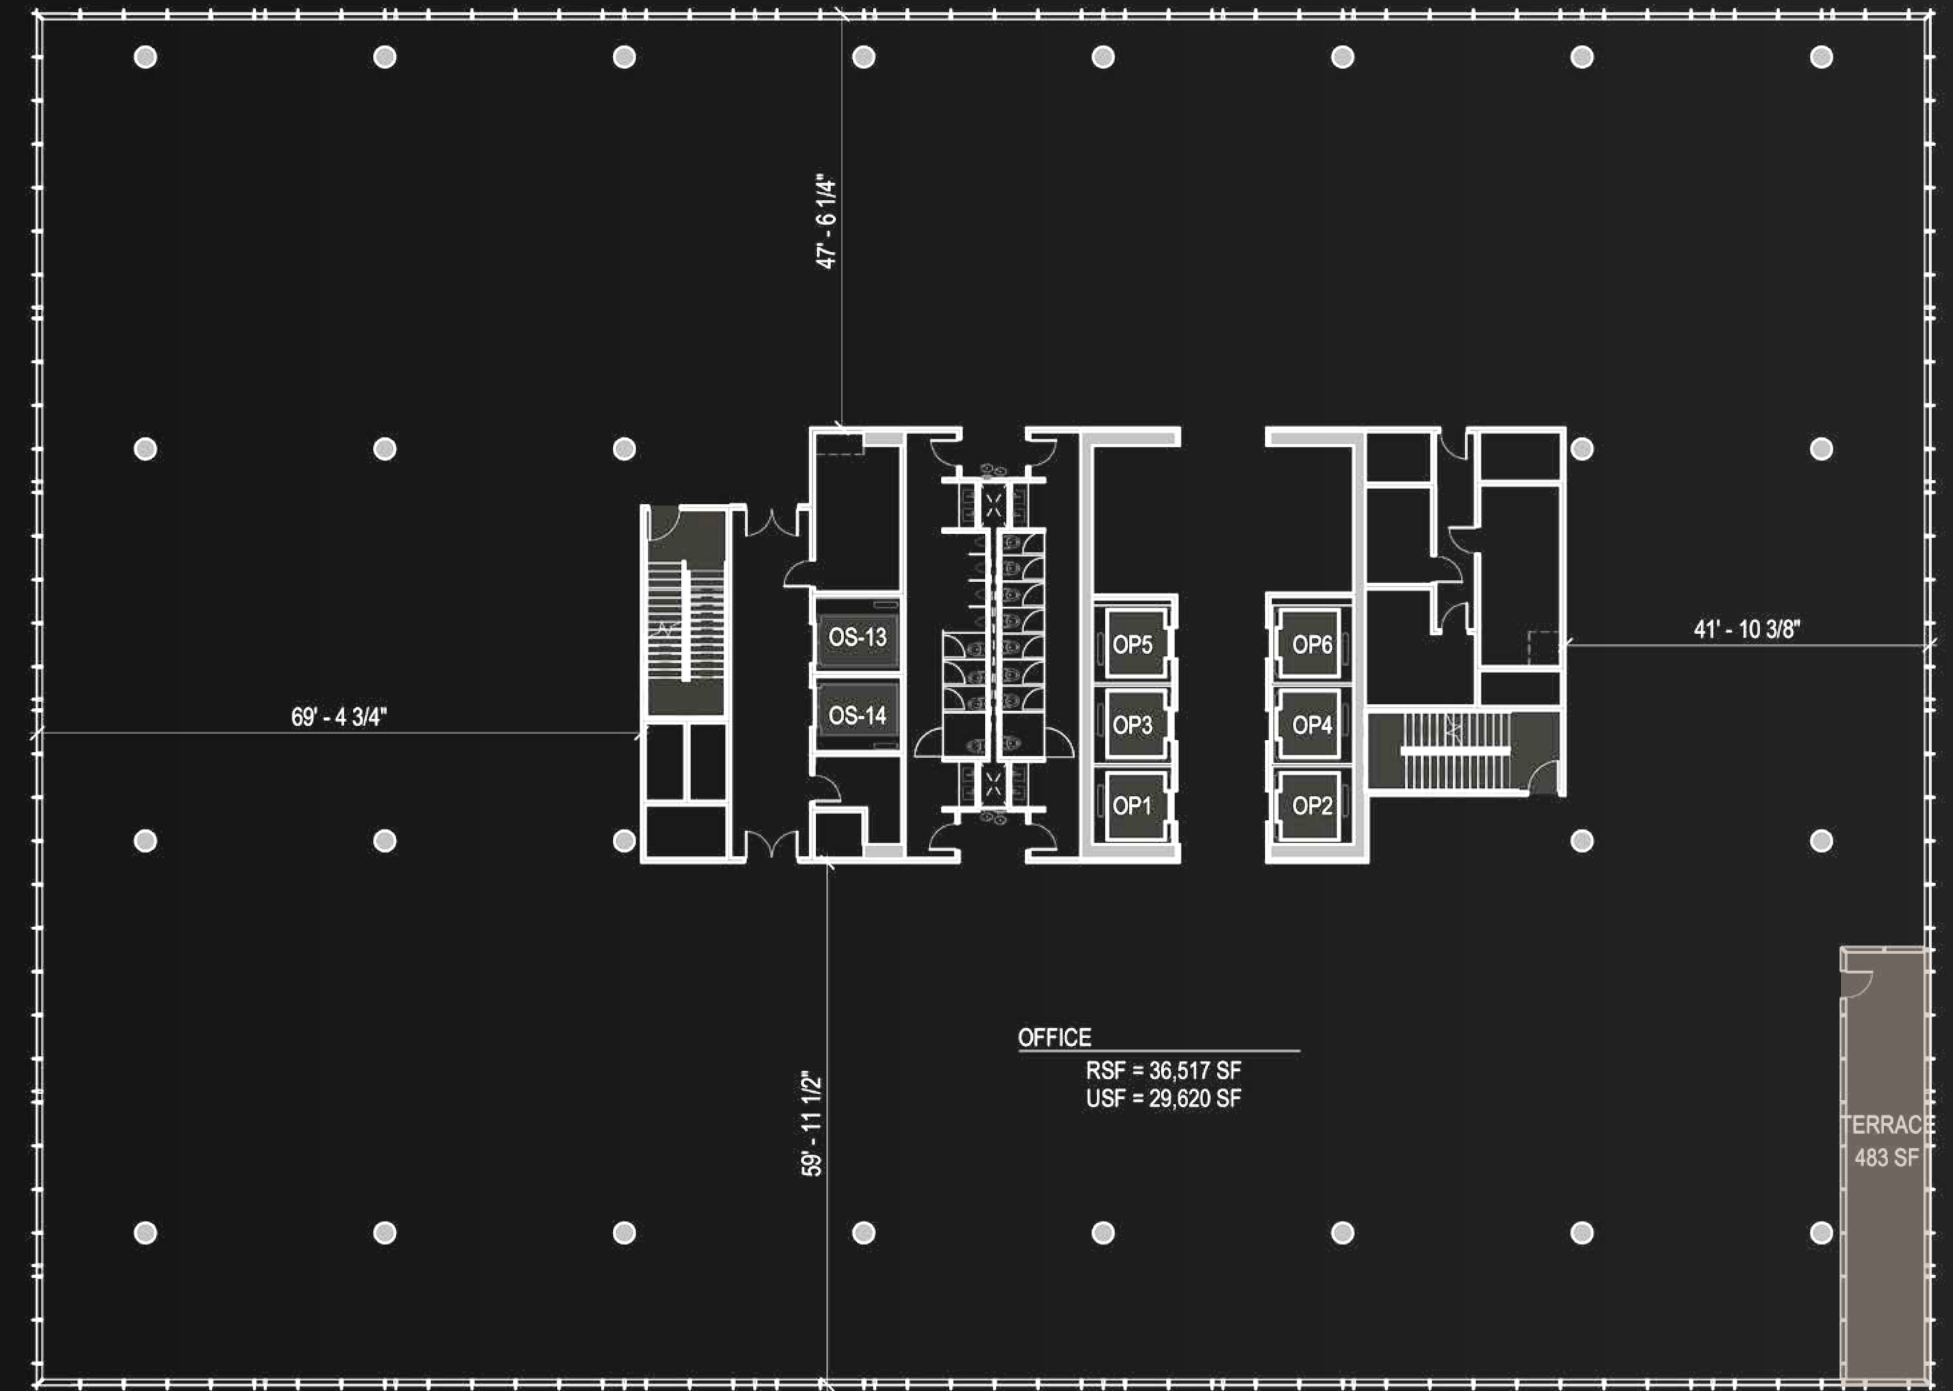 47' - 6 1/4"
OS-13
OP5
OP6
41' - 10 3/8"
69' - 4 3/4"
OS-14
OP3
OP4
OP1
OP2
OFFICE
RSF = 36,517 SF
USF = 29,620 SF
59' - 11 1/2"
TERRACE
483 SF